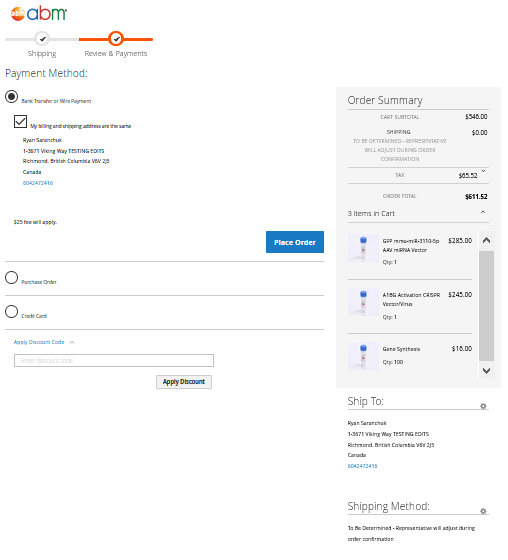 abm
Shipping
Review & Payments
Payment Method:
Bank Transfer or Wire Payment
My billing and shipping address are the same
Ryan Saranchuk
1-3671 Viking Way TESTING EDITS
Richmond, British Columbia V6V 2J5
Canada
6042472416
$25 fee will apply.
Place Order
Purchase Order
Credit Card
Apply Discount Code
Enter discount code
Apply Discount
Order Summary
CART SUBTOTAL $546.00
SHIPPING $0.00
TO BE DETERMINED - REPRESENTATIVE
WILL ADJUST DURING ORDER
CONFIRMATION
TAX $65.52
ORDER TOTAL $611.52
3 Items in Cart
GFP mmu-miR-3110-5p $285.00
AAV miRNA Vector
Qty: 1
A1BG Activation CRISPR $245.00
Vector/Virus
Qty: 1
Gene Synthesis $16.00
Qty: 100
Ship To:
Ryan Saranchuk
1-3671 Viking Way TESTING EDITS
Richmond, British Columbia V6V 2J5
Canada
6042472416
Shipping Method:
To Be Determined - Representative will adjust during
order confirmation